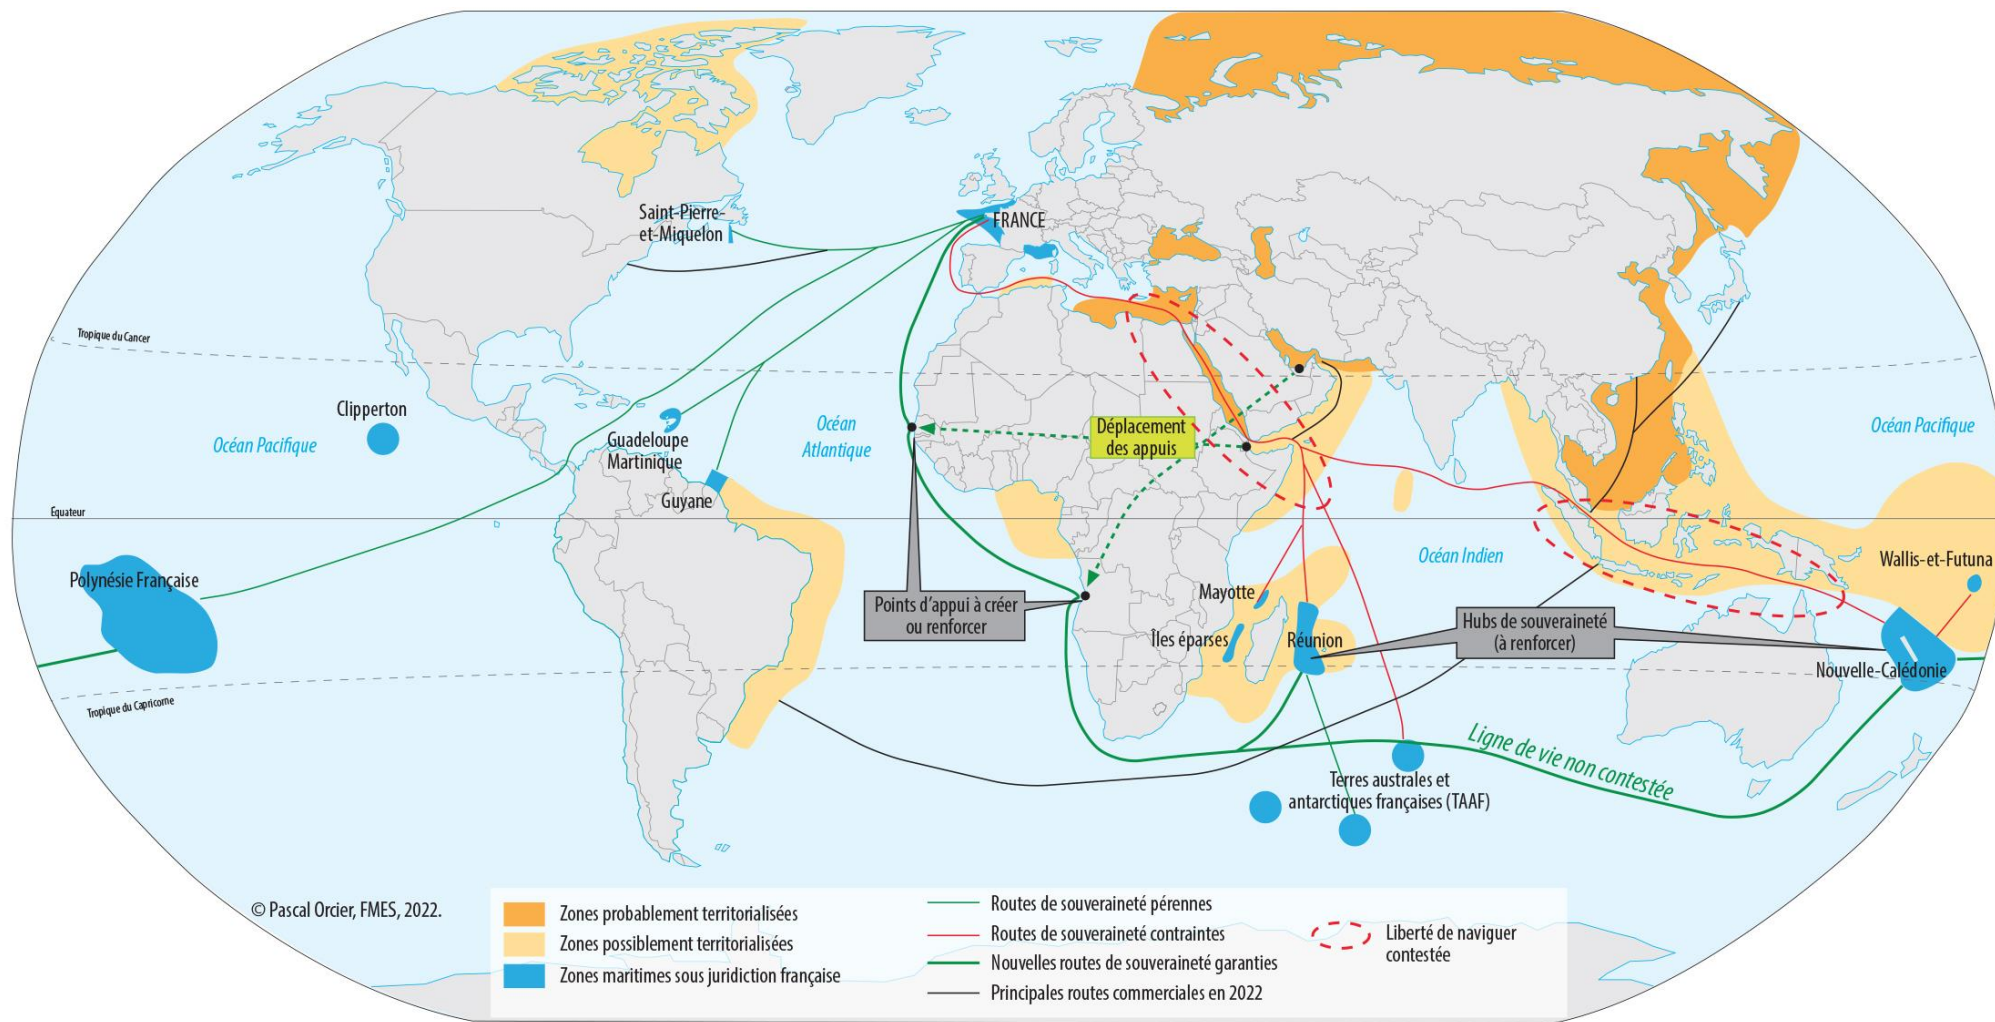 Saint-Pierre-
et-Miquelon
FRANCE
Tropique du Cancer
Clipperton
Océan Pacifique
Guadeloupe
Martinique
Guyane
Océan
Atlantique
Déplacement
des appuis
Océan Pacifique
Équateur
Polynésie Française
Points d'appui à créer
ou renforcer
Mayotte
Îles éparses
Réunion
Océan Indien
Hubs de souveraineté
(à renforcer)
Wallis-et-Futuna
Nouvelle-Calédonie
Tropique du Capricorne
Ligne de vie non contestée
Terres australes et
antarctiques françaises (TAAF)
© Pascal Orcier, FMES, 2022.
Zones probablement territorialisées
Zones possiblement territorialisées
Zones maritimes sous juridiction française
Routes de souveraineté pérennes
Routes de souveraineté contraintes
Nouvelles routes de souveraineté garanties
Principales routes commerciales en 2022
Liberté de naviguer
contestée